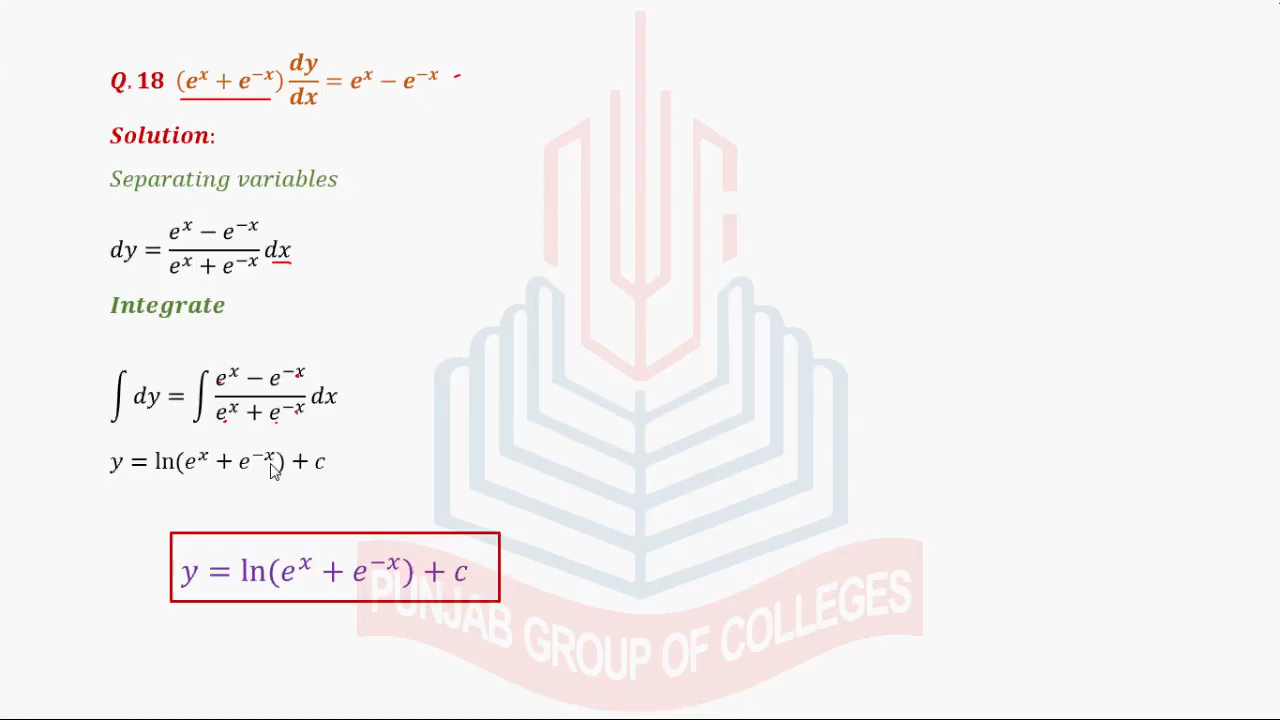 Q.18 (e^x + e^{-x}) dy/dx = e^x − e^{-x}
Solution:
Separating variables
dy = (e^x − e^{-x})/(e^x + e^{-x}) dx
Integrate
∫ dy = ∫ (e^x − e^{-x})/(e^x + e^{-x}) dx
y = ln(e^x + e^{-x}) + c
y = ln(e^x + e^{-x}) + c
PUNJAB GROUP OF COLLEGES